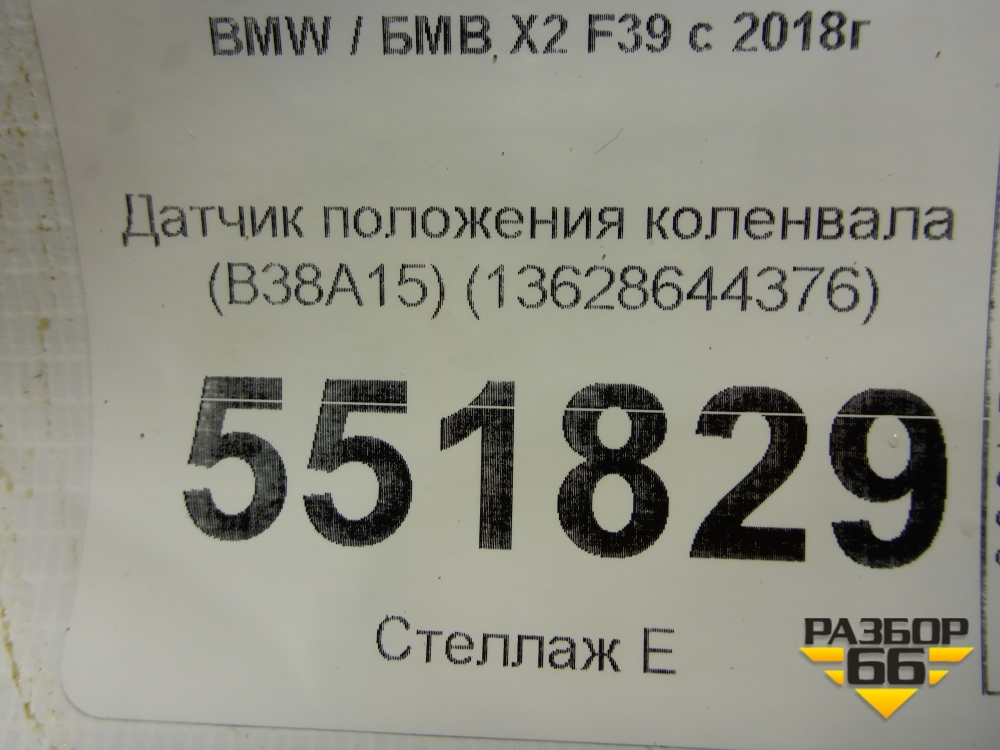 BMW / БМВ X2 F39 с 2018г
Датчик положения коленвала
(B38A15) (13628644376)
551829
Стеллаж Е
РАЗБОР
66